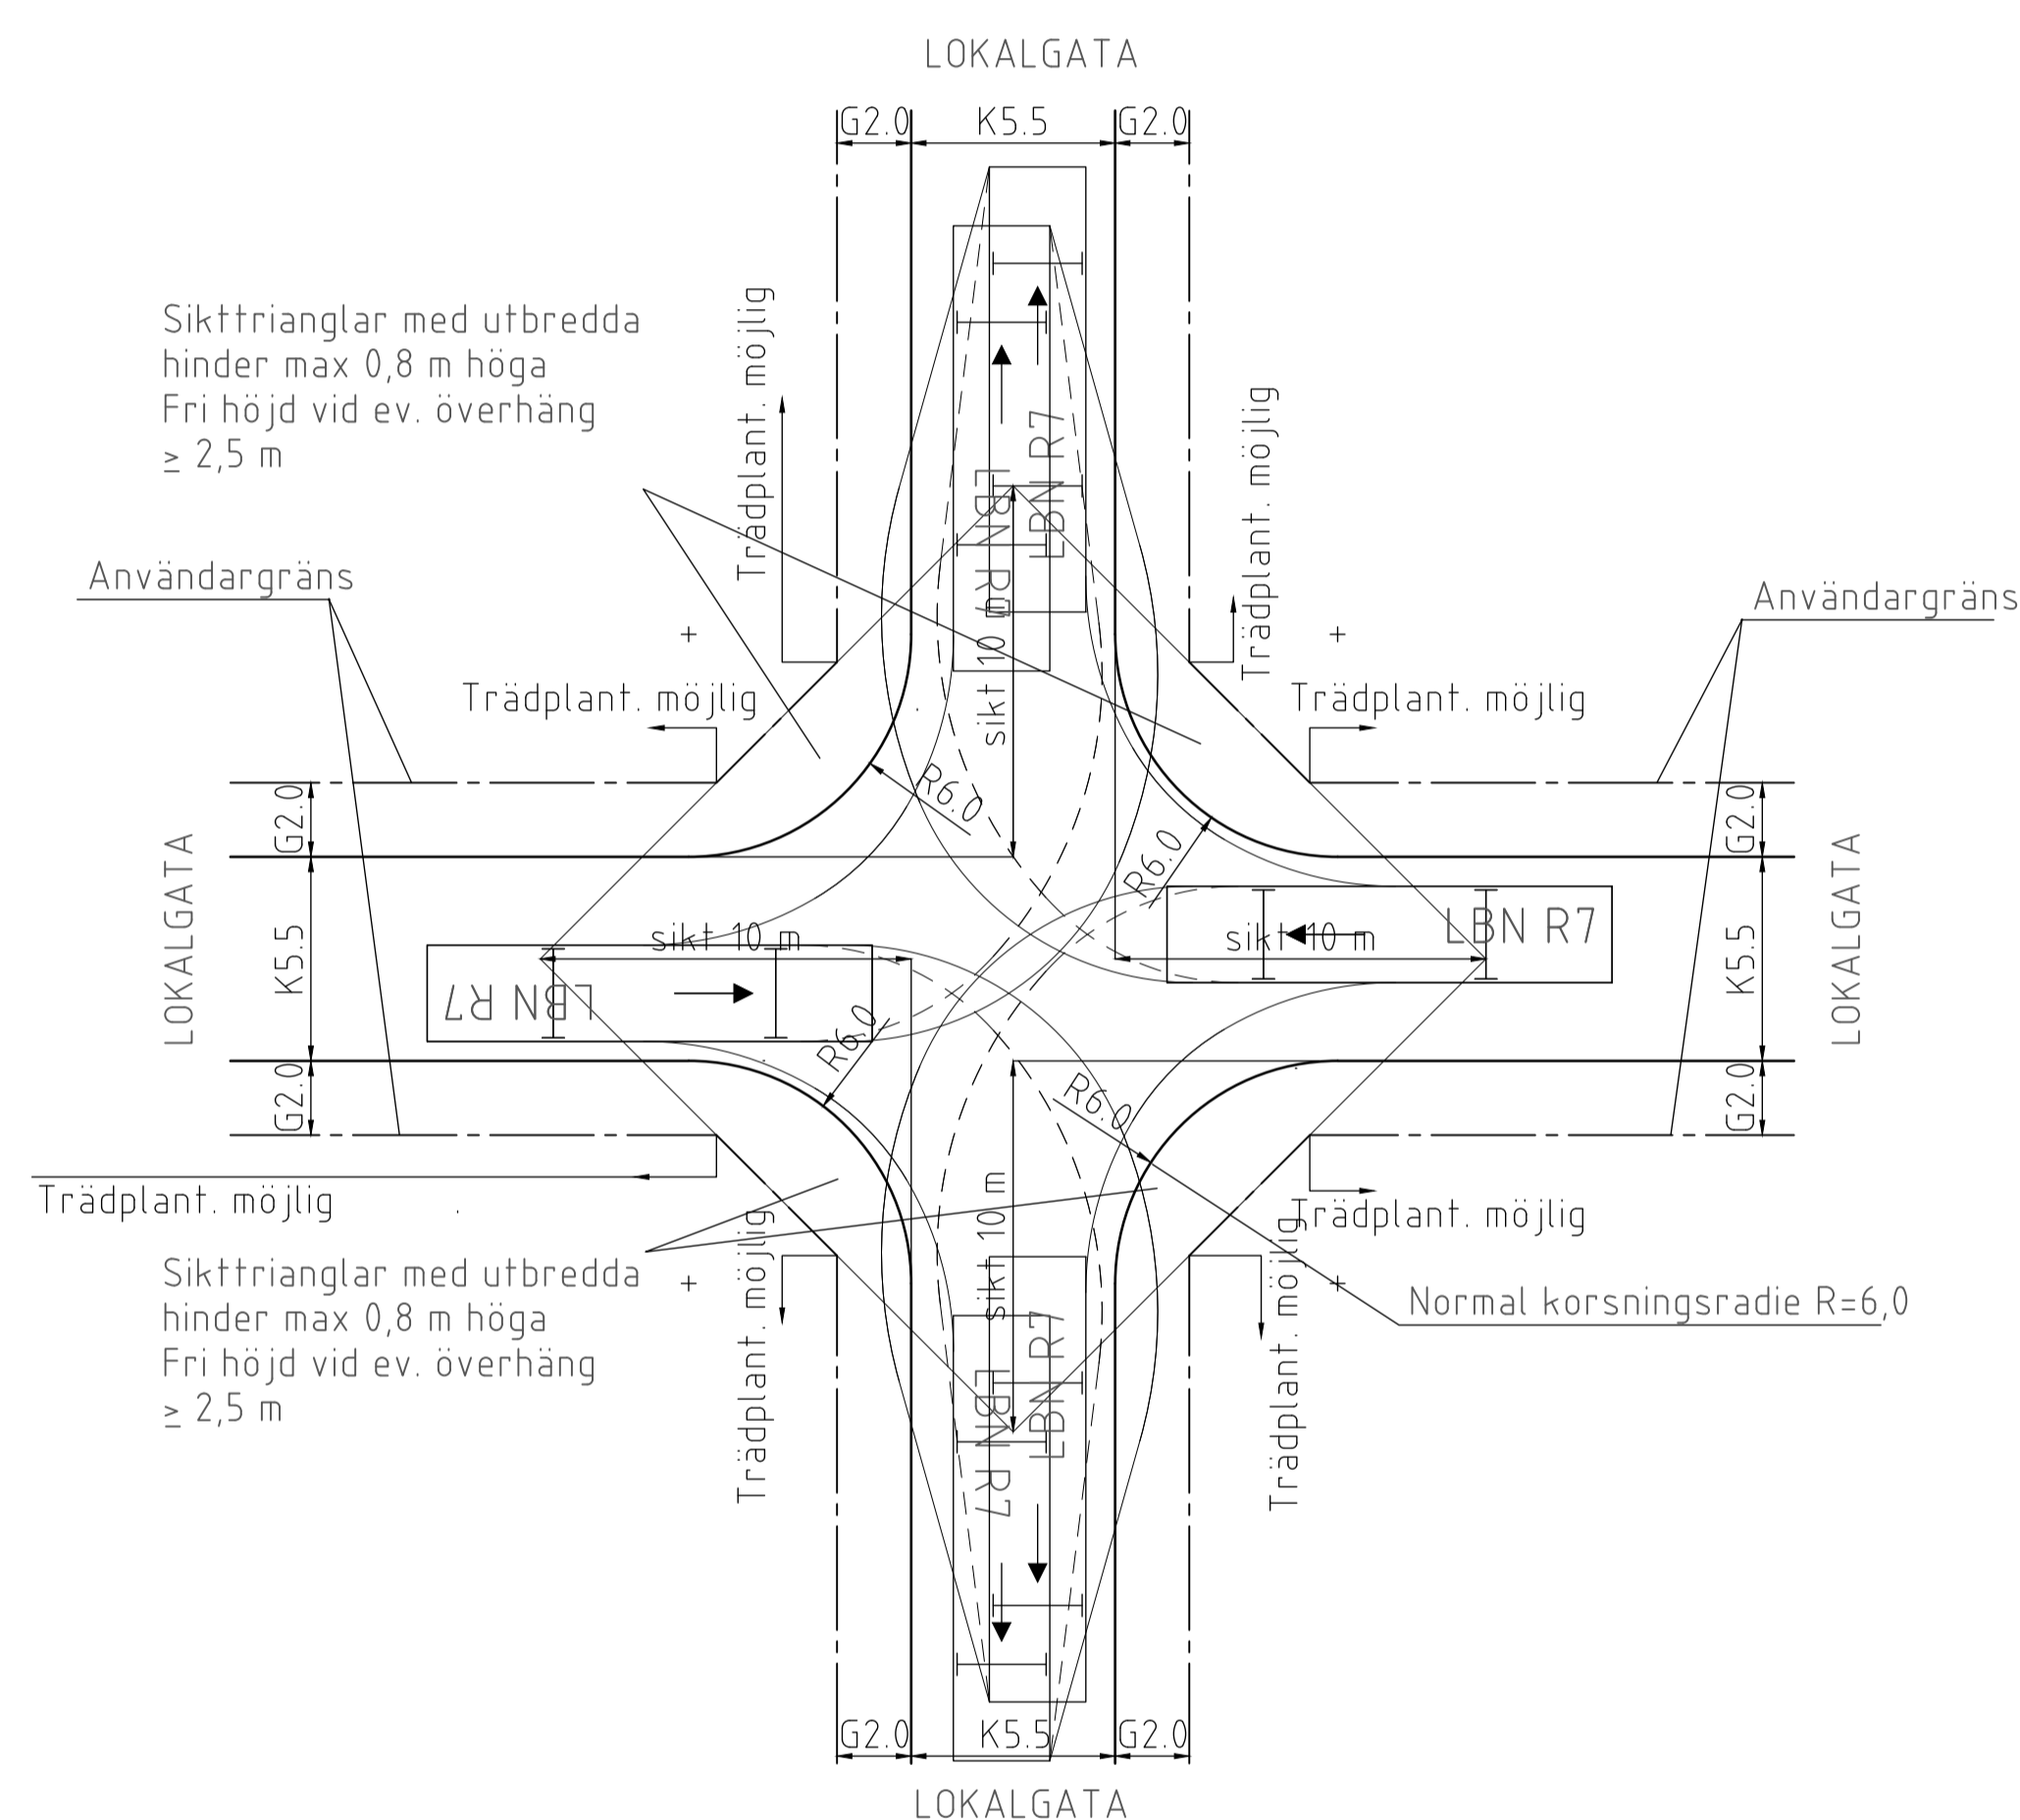 LOKALGATA
G2.0
K5.5
G2.0
Sikttrianglar med utbredda
hinder max 0,8 m höga
Fri höjd vid ev. överhäng
≥ 2,5 m
Trädplant. möjlig
Trädplant. möjlig
LBN R7
LBN R7
Användargräns
Användargräns
sikt 10 m
Trädplant. möjlig
Trädplant. möjlig
R6.0
R6.0
G2.0
G2.0
LOKALGATA
LOKALGATA
K5.5
K5.5
sikt 10 m
sikt 10 m
LBN R7
LBN R7
R6.0
R6.0
G2.0
G2.0
Trädplant. möjlig
Trädplant. möjlig
sikt 10 m
Sikttrianglar med utbredda
hinder max 0,8 m höga
Fri höjd vid ev. överhäng
≥ 2,5 m
Trädplant. möjlig
Trädplant. möjlig
Normal korsningsradie R=6,0
LBN R7
LBN R7
G2.0
K5.5
G2.0
LOKALGATA